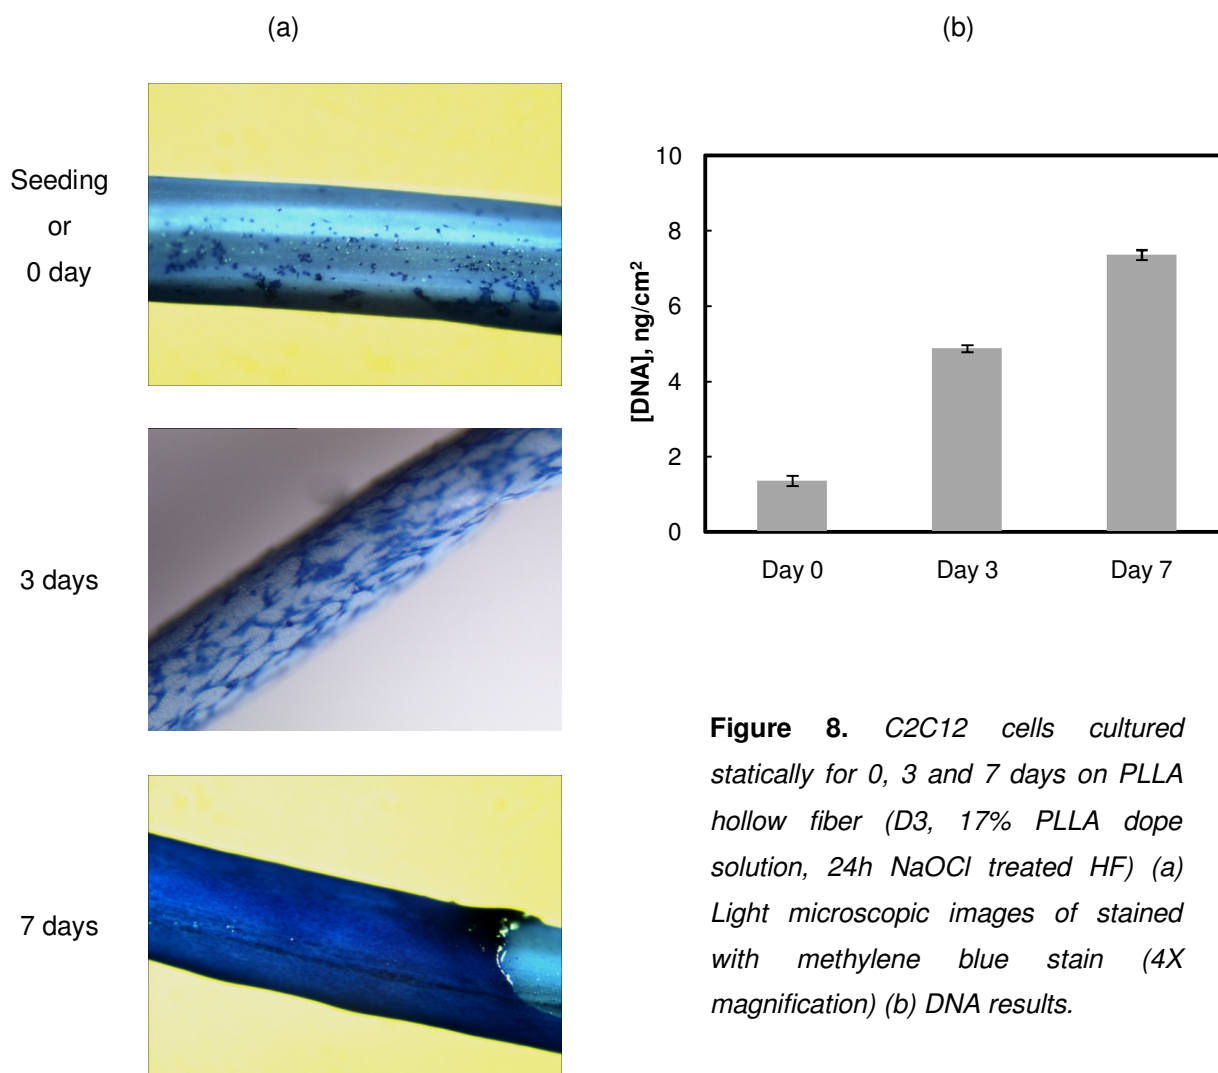 (a)
(b)
Seeding
or
0 day
3 days
7 days
10
8
6
4
2
0
[DNA], ng/cm²
Day 0 Day 3 Day 7
Figure 8. C2C12 cells cultured
statically for 0, 3 and 7 days on PLLA
hollow fiber (D3, 17% PLLA dope
solution, 24h NaOCl treated HF) (a)
Light microscopic images of stained
with methylene blue stain (4X
magnification) (b) DNA results.